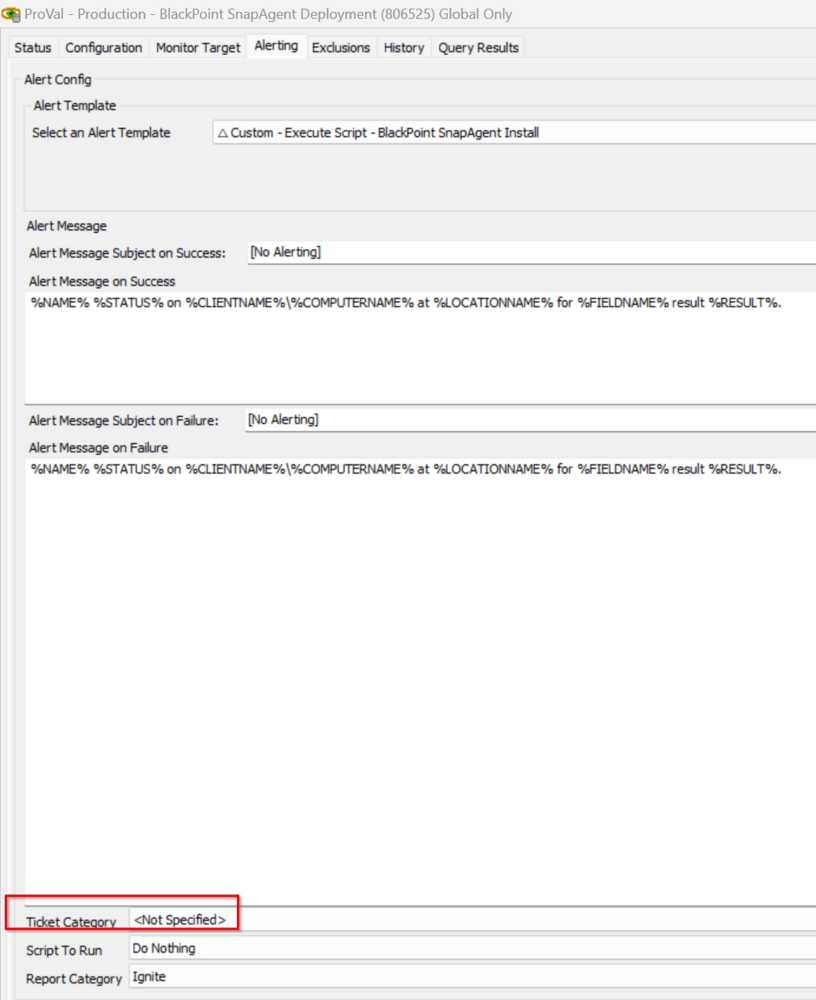 ProVal - Production - BlackPoint SnapAgent Deployment (806525) Global Only
Status Configuration Monitor Target Alerting Exclusions History Query Results
Alert Config
Alert Template
Select an Alert Template △ Custom - Execute Script - BlackPoint SnapAgent Install
Alert Message
Alert Message Subject on Success: [No Alerting]
Alert Message on Success
%NAME% %STATUS% on %CLIENTNAME%\%COMPUTERNAME% at %LOCATIONNAME% for %FIELDNAME% result %RESULT%.
Alert Message Subject on Failure: [No Alerting]
Alert Message on Failure
%NAME% %STATUS% on %CLIENTNAME%\%COMPUTERNAME% at %LOCATIONNAME% for %FIELDNAME% result %RESULT%.
Ticket Category <Not Specified>
Script To Run Do Nothing
Report Category Ignite